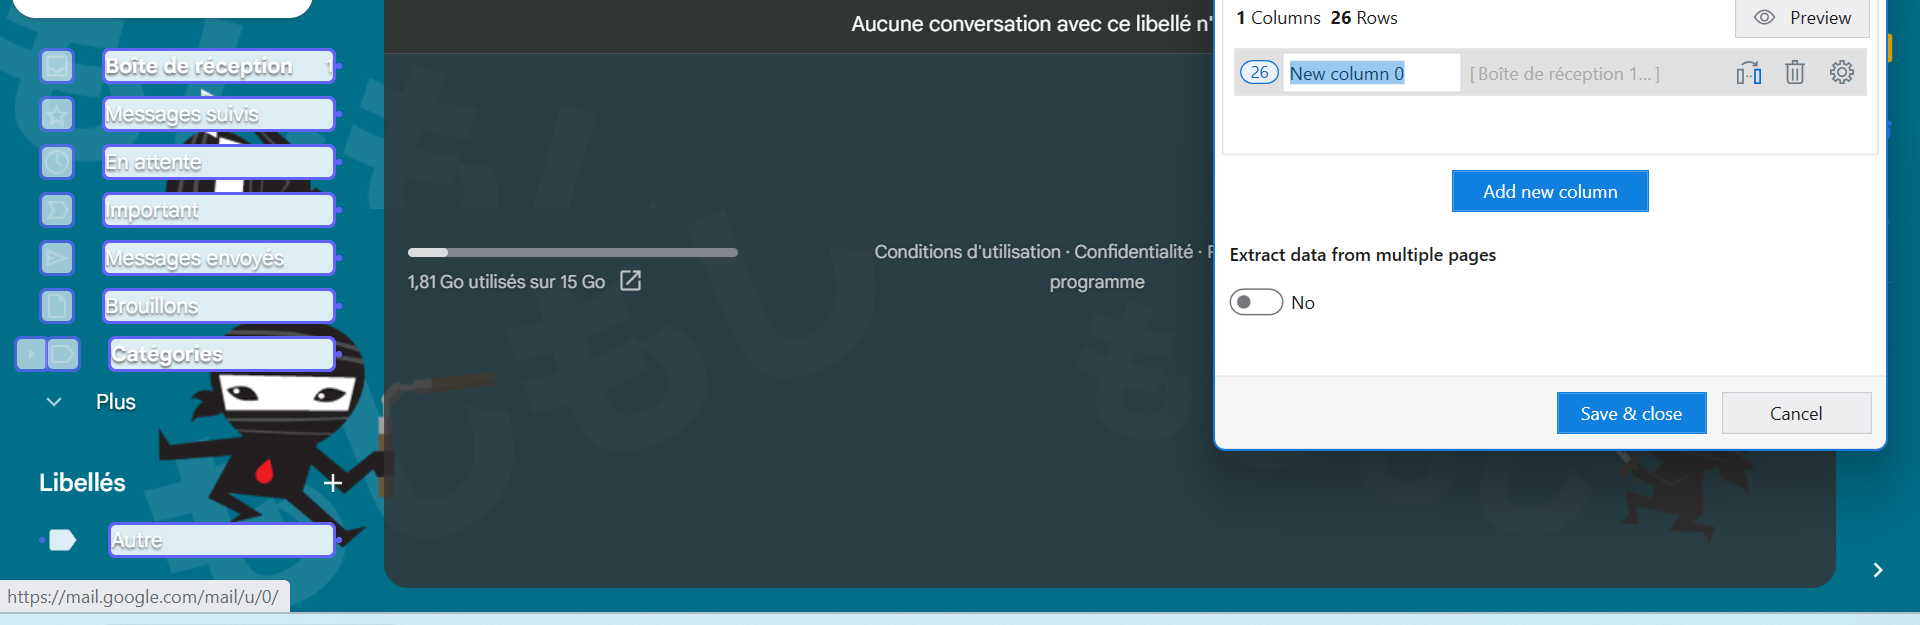 Boîte de réception 1
Messages suivis
En attente
Important
Messages envoyés
Brouillons
Catégories
Plus
Libellés
+
Autre
https://mail.google.com/mail/u/0/
Aucune conversation avec ce libellé n'
1,81 Go utilisés sur 15 Go
Conditions d'utilisation · Confidentialité ·
programme
1 Columns 26 Rows
Preview
26 New column 0 [Boîte de réception 1...]
Add new column
Extract data from multiple pages
No
Save & close
Cancel